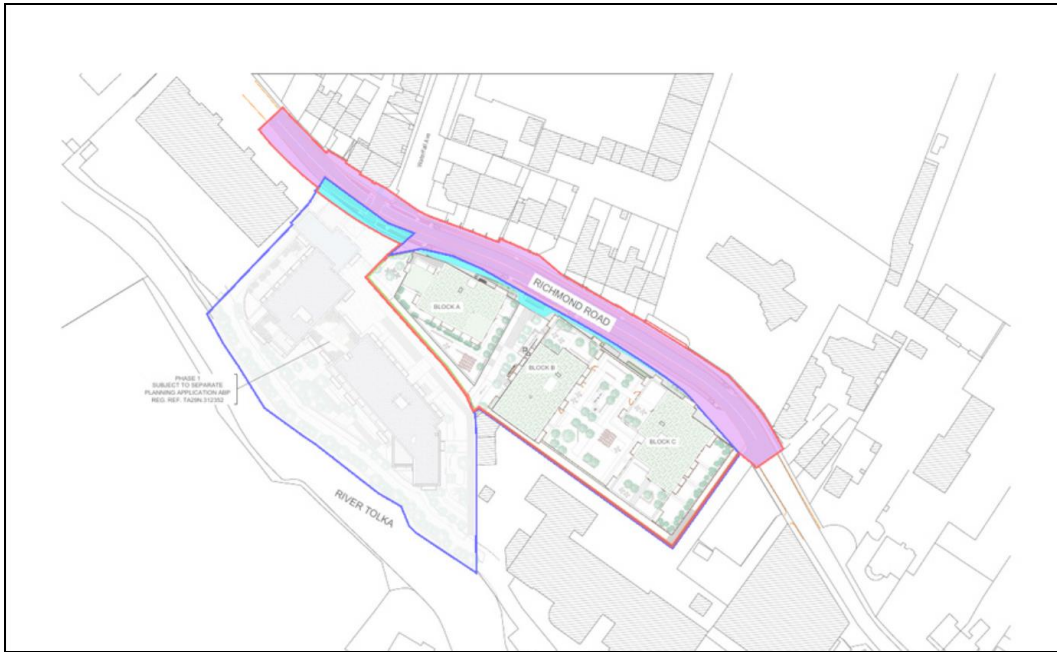 RICHMOND ROAD
BLOCK A
BLOCK B
BLOCK C
PHASE 1
SUBJECT TO SEPARATE
PLANNING APPLICATION ABP
REG. REF. TA29N.312352
RIVER TOLKA